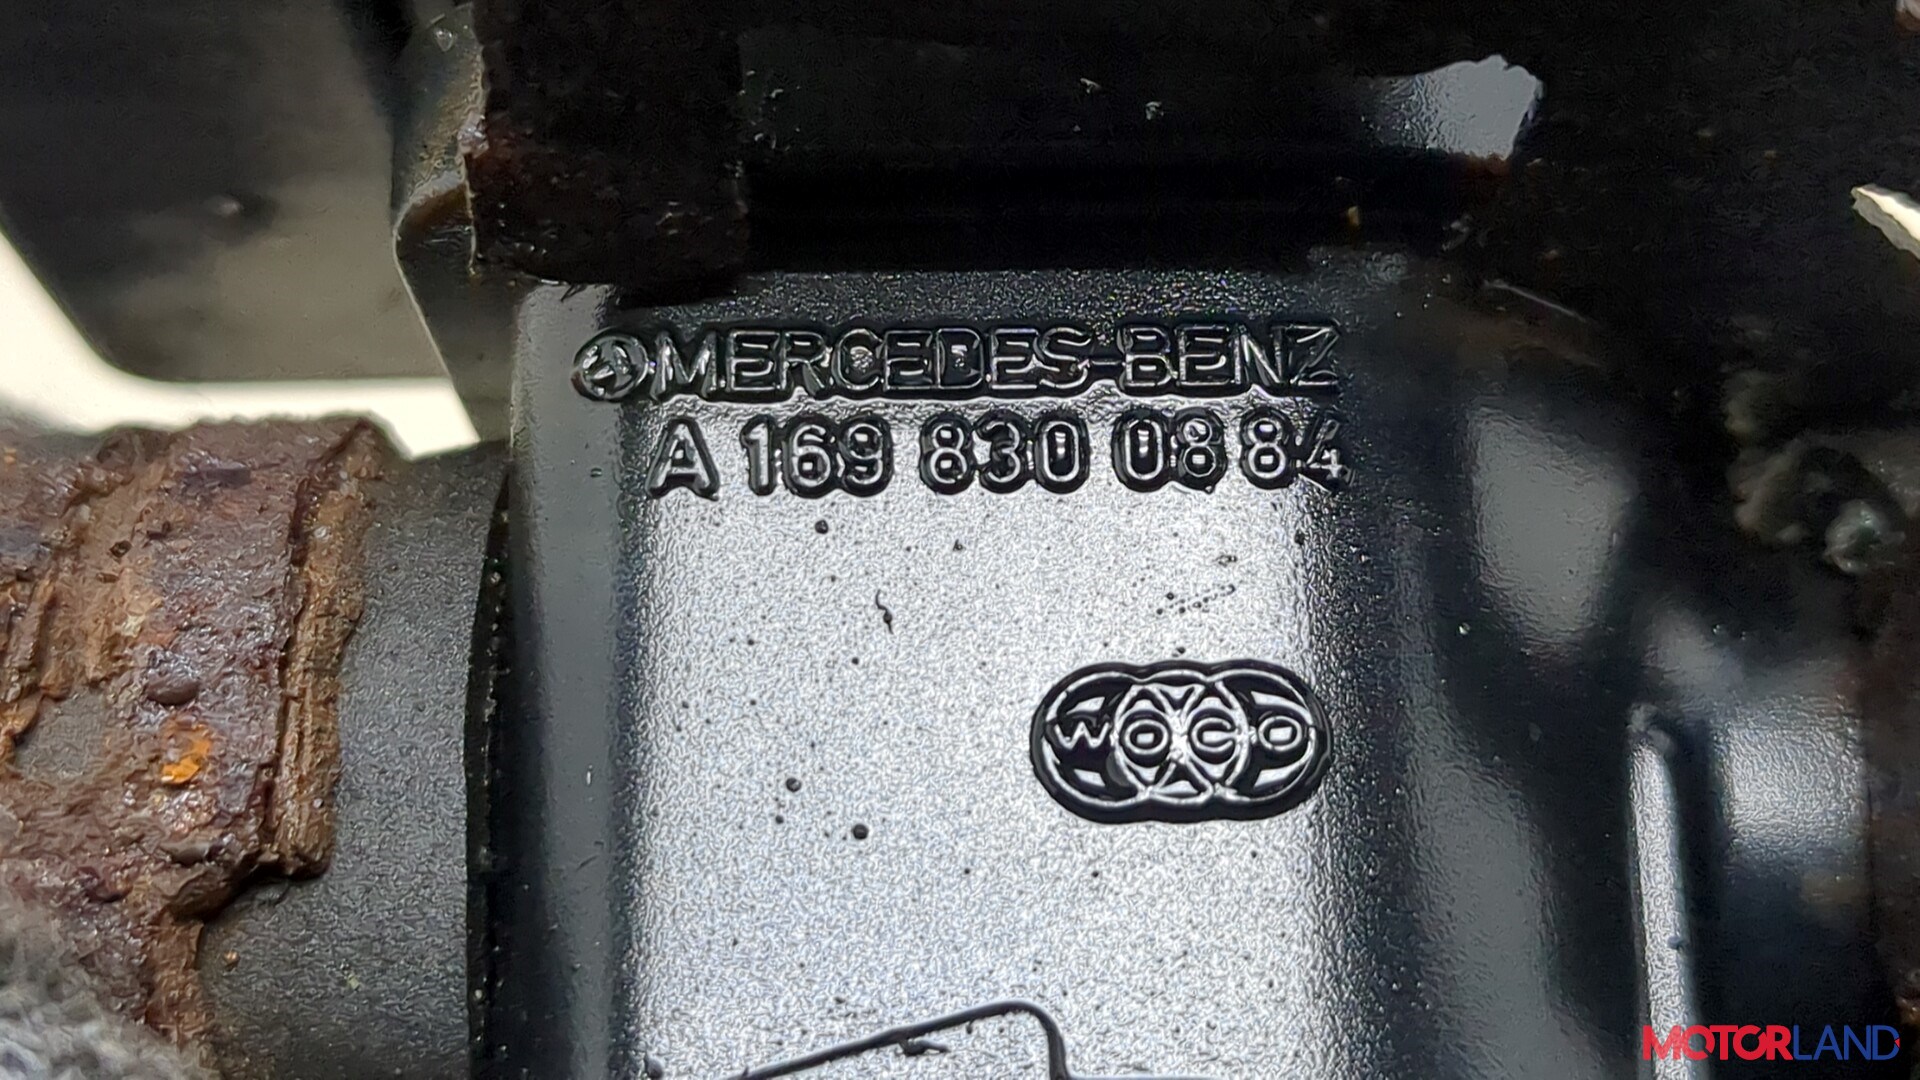 MERCEDES-BENZ
A 169 830 08 84
WOCO
MOTORLAND